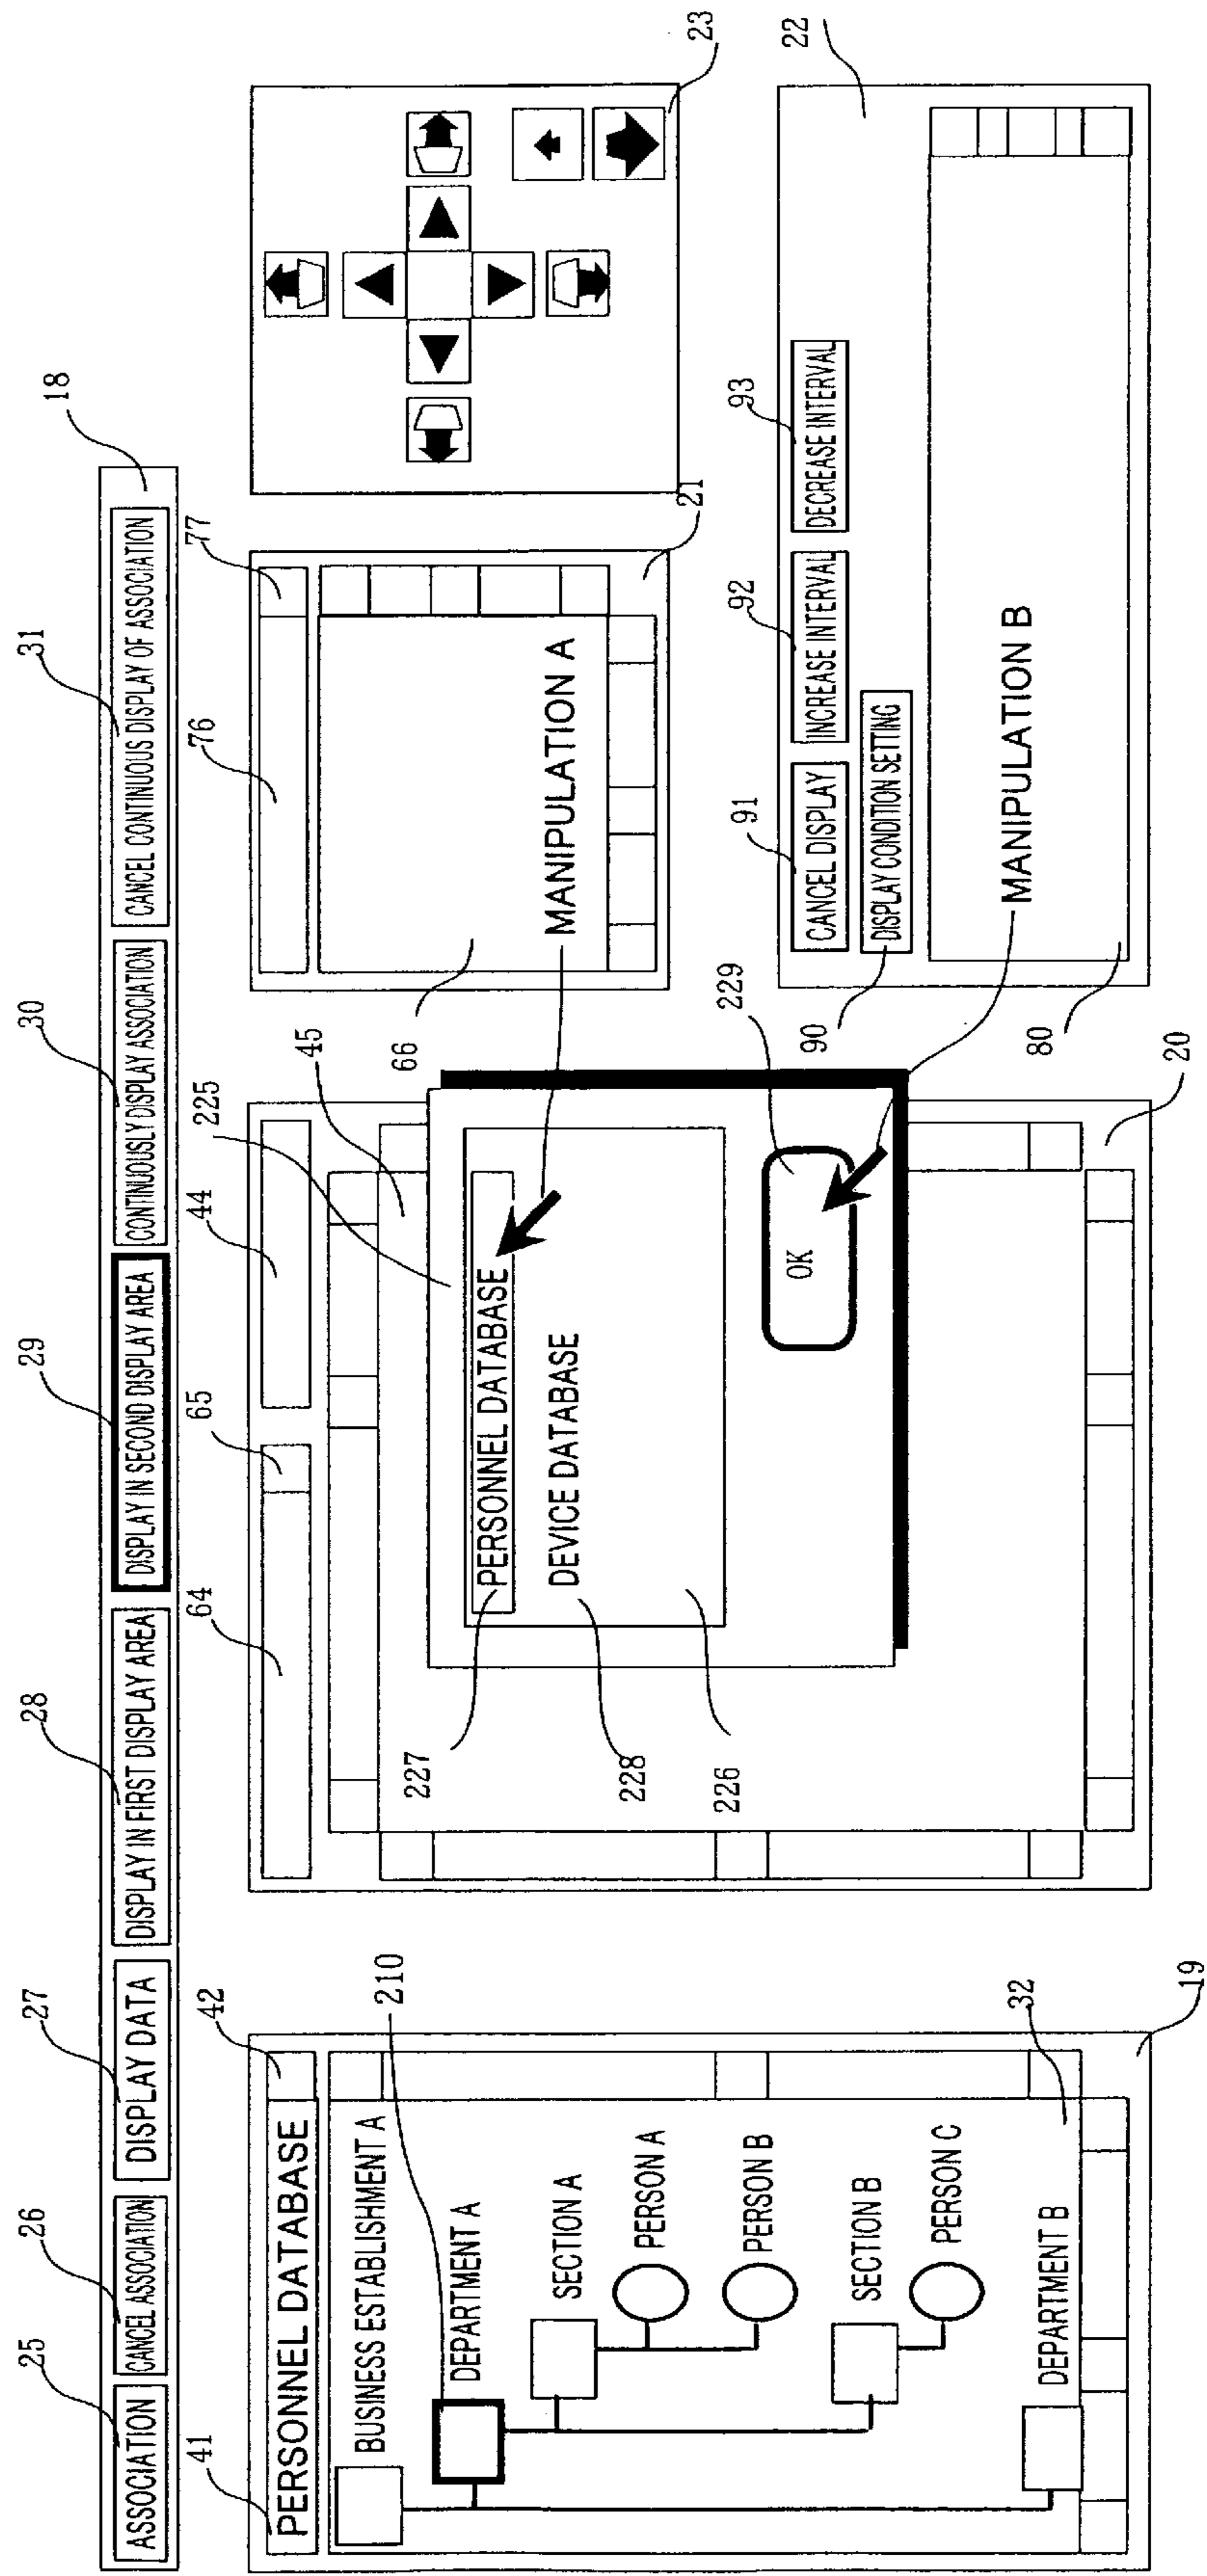 25
26
27
28
29
30
31
18
ASSOCIATION
CANCEL ASSOCIATION
DISPLAY DATA
DISPLAY IN FIRST DISPLAY AREA
DISPLAY IN SECOND DISPLAY AREA
CONTINUOUSLY DISPLAY ASSOCIATION
CANCEL CONTINUOUS DISPLAY OF ASSOCIATION
41
42
210
PERSONNEL DATABASE
BUSINESS ESTABLISHMENT A
DEPARTMENT A
SECTION A
PERSON A
PERSON B
SECTION B
PERSON C
DEPARTMENT B
32
19
64
65
44
225
45
227
PERSONNEL DATABASE
228
DEVICE DATABASE
226
OK
229
20
76
77
66
MANIPULATION A
21
23
91
92
93
22
CANCEL DISPLAY
INCREASE INTERVAL
DECREASE INTERVAL
90
DISPLAY CONDITION SETTING
MANIPULATION B
80